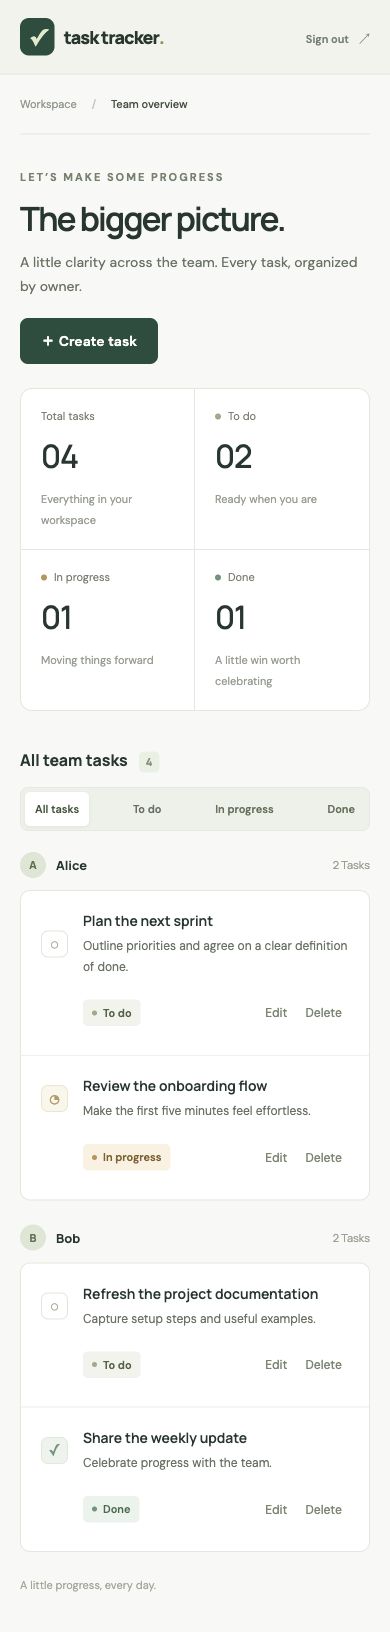 tasktracker.
Sign out ↗
Workspace / Team overview
LET'S MAKE SOME PROGRESS
The bigger picture.
A little clarity across the team. Every task, organized
by owner.
+ Create task
Total tasks
04
Everything in your
workspace
To do
02
Ready when you are
In progress
01
Moving things forward
Done
01
A little win worth
celebrating
All team tasks 4
All tasks To do In progress Done
A Alice 2 Tasks
Plan the next sprint
Outline priorities and agree on a clear definition
of done.
To do Edit Delete
Review the onboarding flow
Make the first five minutes feel effortless.
In progress Edit Delete
B Bob 2 Tasks
Refresh the project documentation
Capture setup steps and useful examples.
To do Edit Delete
Share the weekly update
Celebrate progress with the team.
Done Edit Delete
A little progress, every day.